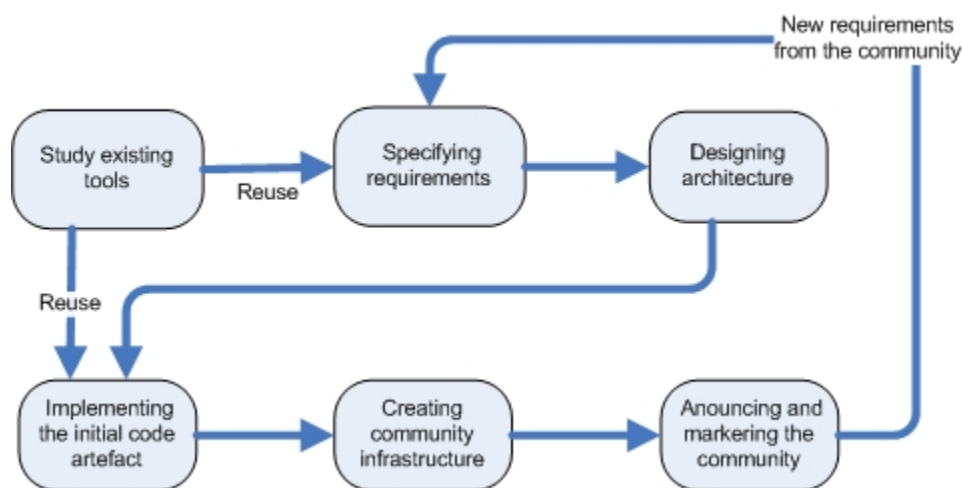 New requirements
from the community
Study existing
tools
Reuse
Specifying
requirements
Designing
architecture
Reuse
Implementing
the initial code
artefact
Creating
community
infrastructure
Anouncing and
markering the
community